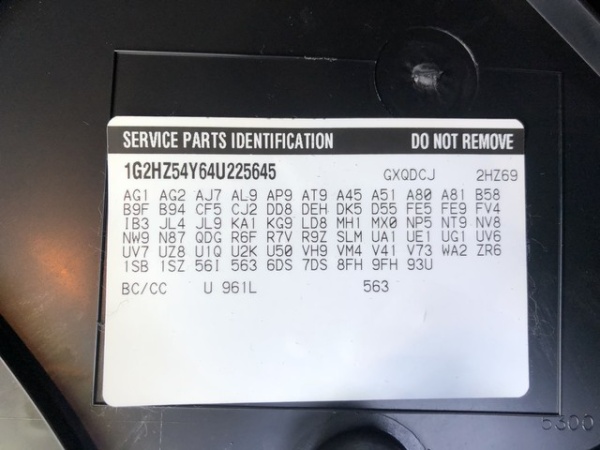 SERVICE PARTS IDENTIFICATION DO NOT REMOVE
1G2HZ54Y64U225645 GXQDCJ 2HZ69
AG1 AG2 AJ7 AL9 AP9 AT9 A45 A51 A80 A81 B58
B9F B94 CF5 CJ2 DD8 DEH DK5 D55 FE5 FE9 FV4
IB3 JL4 JL9 KA1 KG9 LD8 MH1 MX0 NP5 NT9 NV8
NW9 N87 QDG R6F R7V R9Z SLM UA1 UE1 UG1 UV6
UV7 UZ8 U1Q U2K U50 VH9 VM4 V41 V73 WA2 ZR6
1SB 1SZ 56I 563 6DS 7DS 8FH 9FH 93U
BC/CC U 961L 563
6300